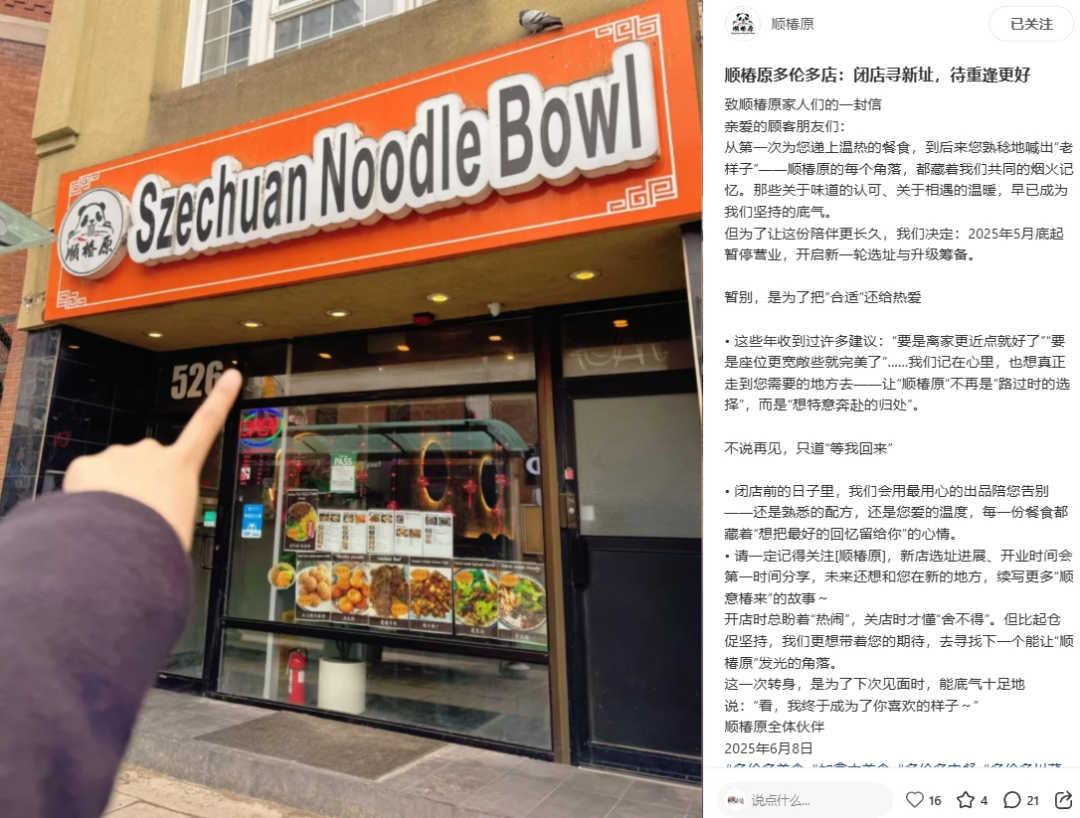 Szechuan Noodle Bowl
顺椿原
526
OPEN
PASS
顺椿原
已关注
顺椿原多伦多店：闭店寻新址，待重逢更好
致顺椿原家人们的一封信
亲爱的顾客朋友们：
从第一次为您递上温热的餐食，到后来您熟稔地喊出“老
样子”——顺椿原的每个角落，都藏着我们共同的烟火记
忆。那些关于味道的认可、关于相遇的温暖，早已成为
我们坚持的底气。
但为了让这份陪伴更长久，我们决定：2025年5月底起
暂停营业，开启新一轮选址与升级筹备。
暂别，是为了把“合适”还给热爱
• 这些年收到过许多建议：“要是离家更近点就好了”“要
是座位更宽敞些就完美了”......我们记在心里，也想真正
走到您需要的地方去——让“顺椿原”不再是“路过时的选
择”，而是“想特意奔赴的归处”。
不说再见，只道“等我回来”
• 闭店前的日子里，我们会用最用心的出品陪您告别
——还是熟悉的配方，还是您爱的温度，每一份餐食都
藏着“想把最好的回忆留给你”的心情。
• 请一定记得关注[顺椿原]，新店选址进展、开业时间会
第一时间分享，未来还想和您在新的地方，续写更多“顺
意椿来”的故事～
开店时总盼着“热闹”，关店时才懂“舍不得”。但比起仓
促坚持，我们更想带着您的期待，去寻找下一个能让“顺
椿原”发光的角落。
这一次转身，是为了下次见面时，能底气十足地
说：“看，我终于成为了你喜欢的样子～”
顺椿原全体伙伴
2025年6月8日
说点什么...
16
4
21